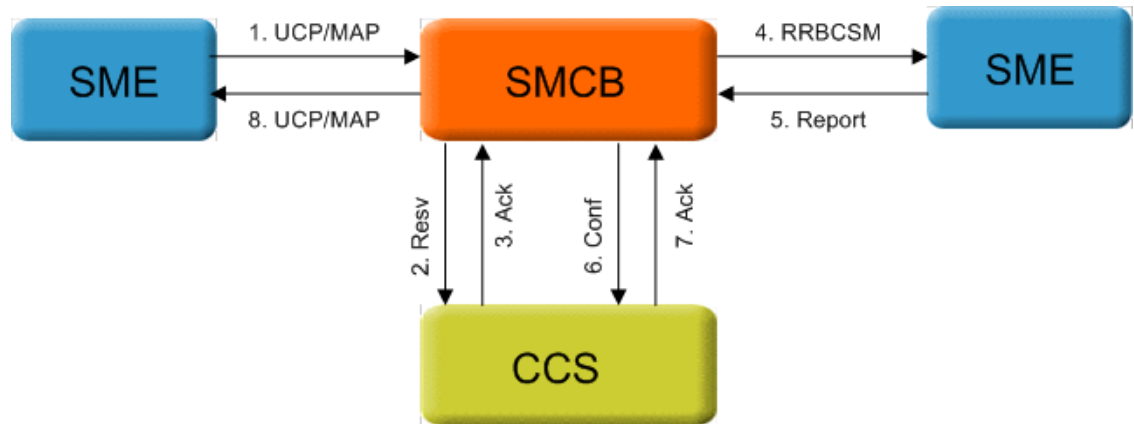 1. UCP/MAP
4. RRBCSM
SME
SMCB
SME
8. UCP/MAP
5. Report
2. Resv
3. Ack
6. Conf
7. Ack
CCS